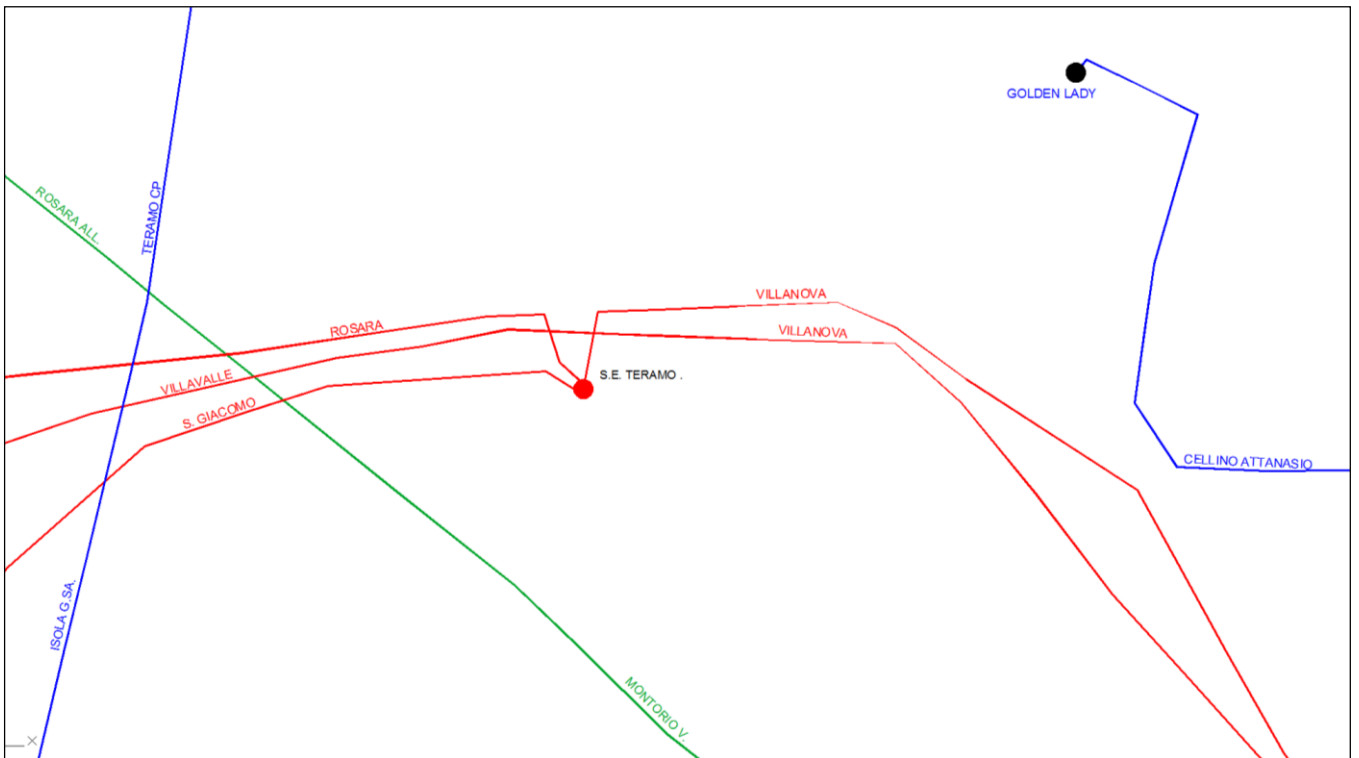 GOLDEN LADY
ROSARA ALL.
TERAMO CP
VILLANOVA
ROSARA
VILLANOVA
S.E. TERAMO .
VILLAVALLE
S. GIACOMO
CELLINO ATTANASIO
ISOLA G.SA.
MONTORIO V.